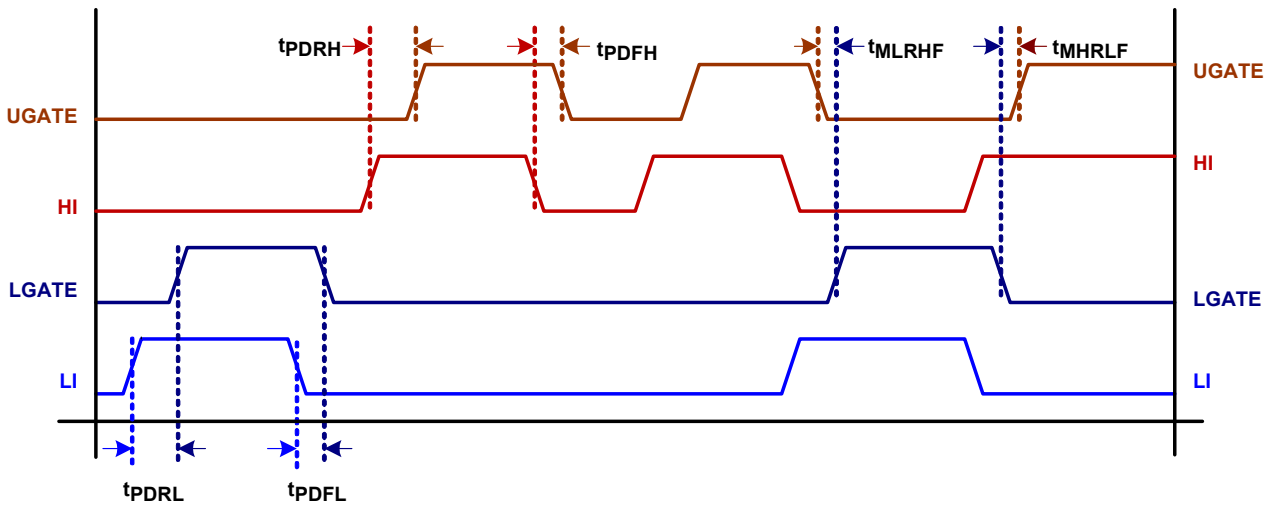 tPDRH
tPDFH
tMLRHF
tMHRLF
UGATE
UGATE
HI
HI
LGATE
LGATE
LI
LI
tPDRL
tPDFL